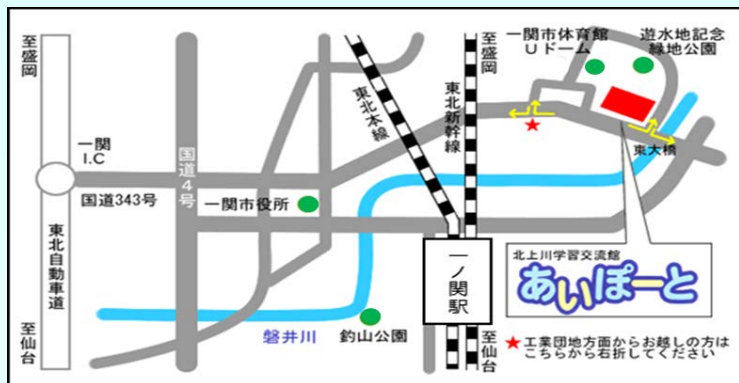 至盛岡
一関
I.C
国道343号
東北自動車道
至仙台
国道4号
一関市役所
東北本線
至盛岡
東北新幹線
一関市体育館
Uドーム
遊水地記念
緑地公園
東大橋
一ノ関駅
至仙台
磐井川
釣山公園
北上川学習交流館
あいぽーと
★工業団地方面からお越しの方は
こちらから右折してください